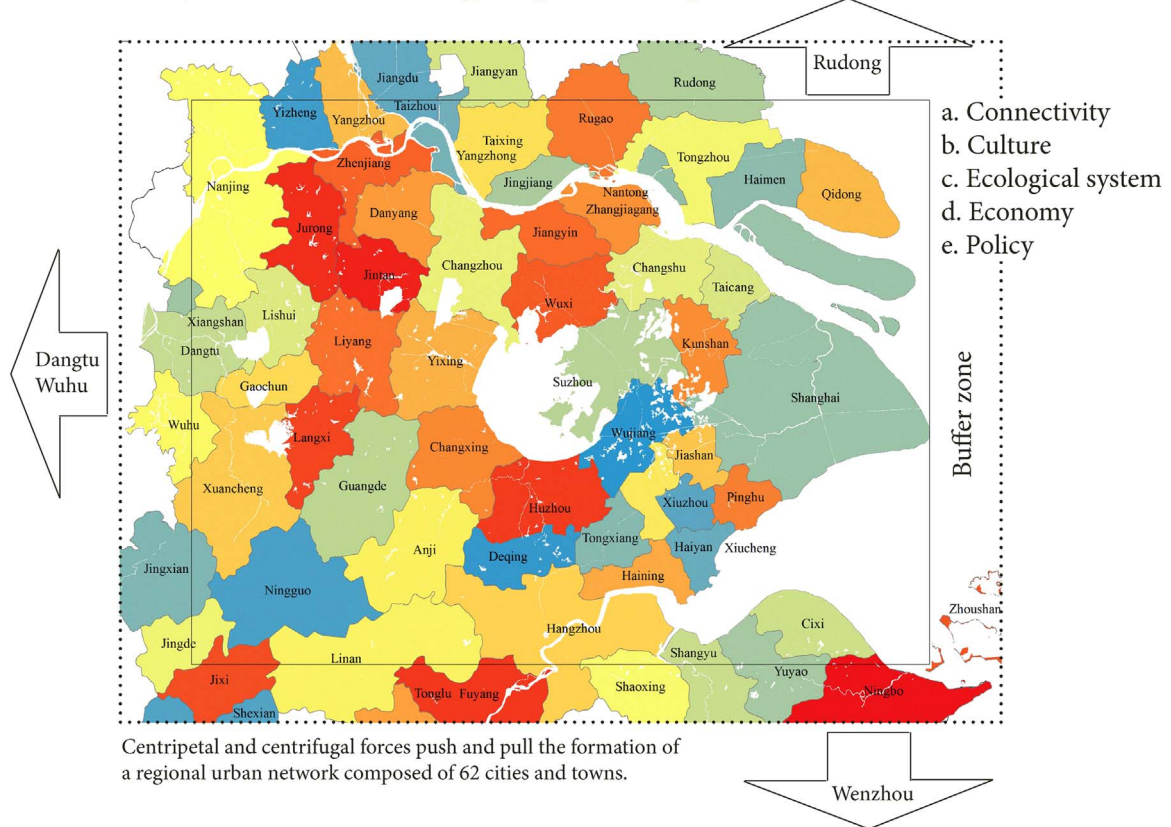 Rudong
Jiangdu
Jiangyan
Rudong
Taizhou
Yizheng
Yangzhou
Rugao
Taixing
Yangzhong
Tongzhou
Zhenjiang
Nanjing
Jingjiang
Haimen
Nantong
Qidong
Danyang
Zhangjiagang
Jurong
Jiangyin
Jintan
Changzhou
Changshu
Taicang
Wuxi
Lishui
Xiangshan
Liyang
Kunshan
Dangtu
Yixing
Suzhou
Gaochun
Shanghai
Wuhu
Langxi
Wujiang
Changxing
Jiashan
Xuancheng
Guangde
Pinghu
Xiuzhou
Huzhou
Tongxiang
Haiyan
Xiucheng
Anji
Deqing
Jingxian
Haining
Ningguo
Zhoushan
Hangzhou
Cixi
Jingde
Shangyu
Linan
Yuyao
Jixi
Shaoxing
Tonglu
Fuyang
Ningbo
Shexian
a. Connectivity
b. Culture
c. Ecological system
d. Economy
e. Policy
Dangtu
Wuhu
Buffer zone
Centripetal and centrifugal forces push and pull the formation of
a regional urban network composed of 62 cities and towns.
Wenzhou